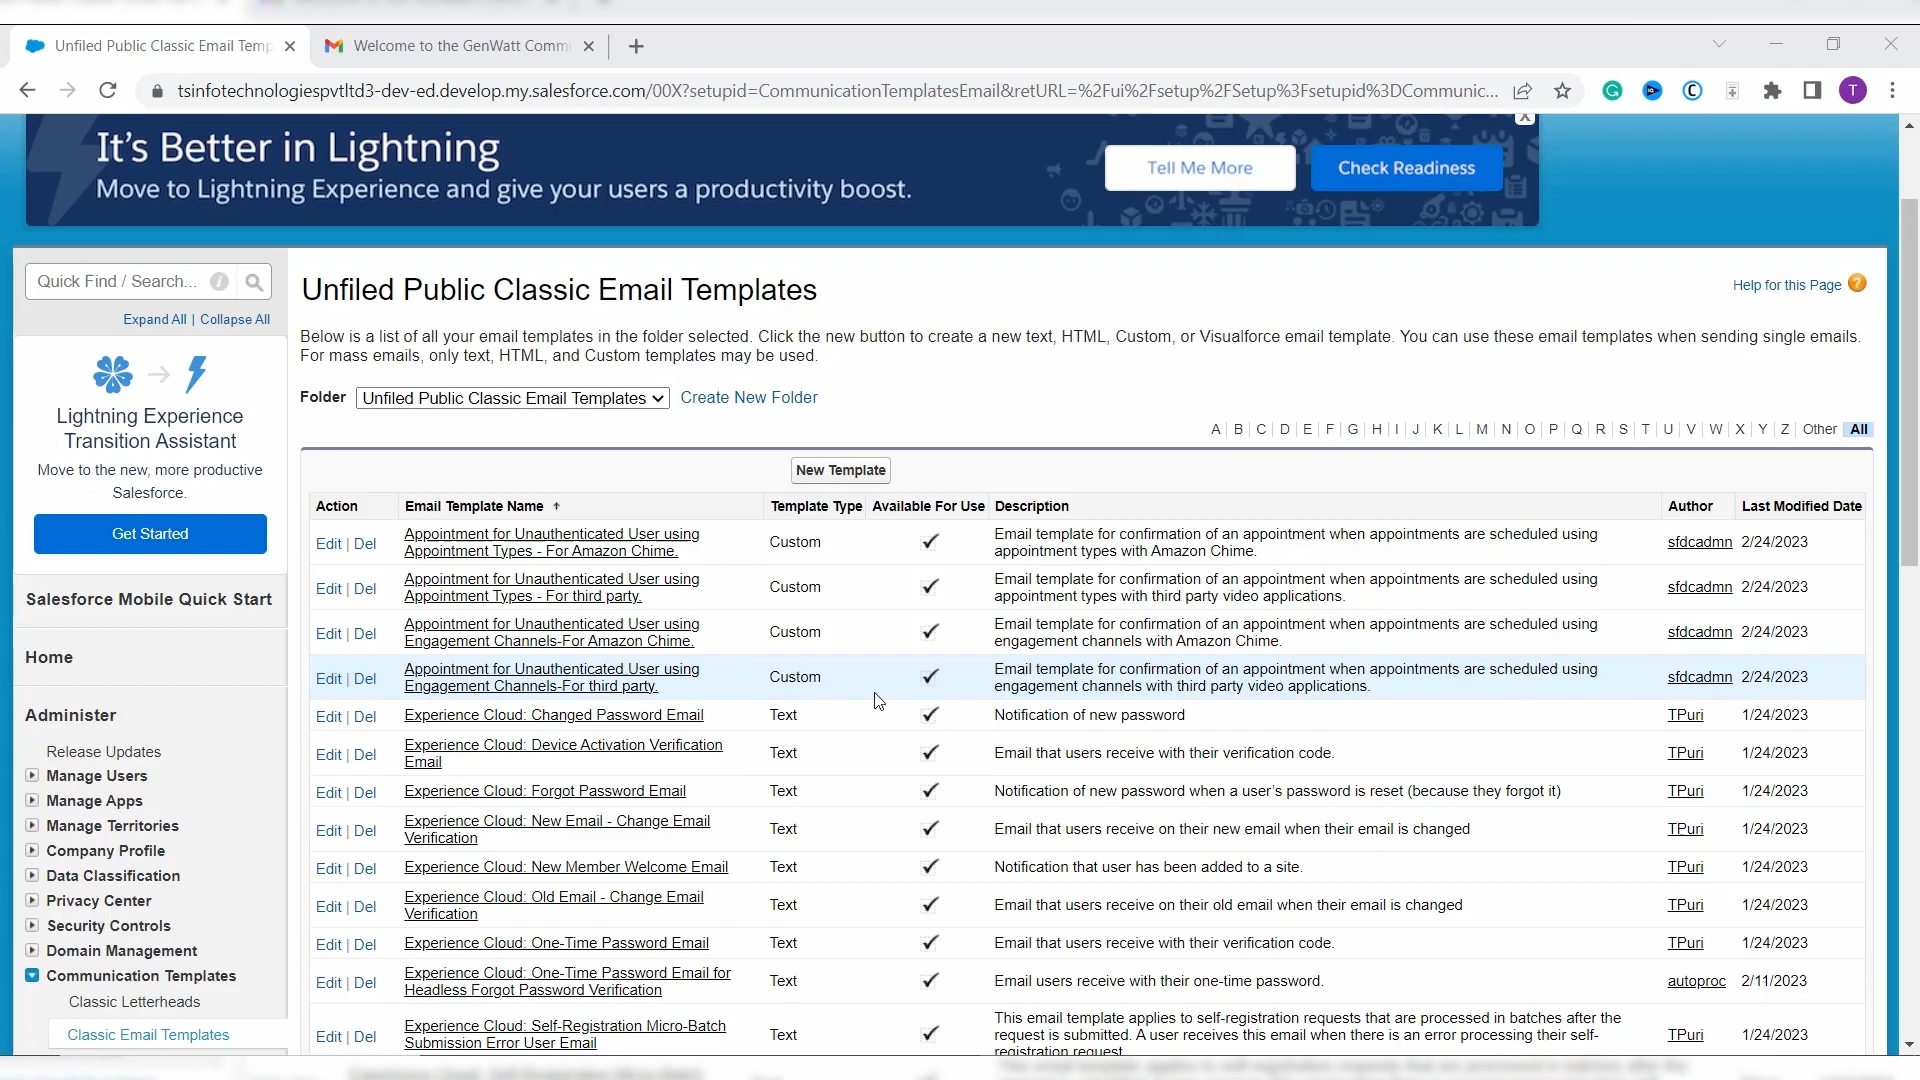 Unfiled Public Classic Email Temp
Welcome to the GenWatt Comm
tsinfotechnologiespvtltd3-dev-ed.develop.my.salesforce.com/00X?setupid=CommunicationTemplatesEmail&retURL=%2Fui%2Fsetup%2FSetup%3Fsetupid%3DCommunic...
T
It's Better in Lightning
Move to Lightning Experience and give your users a productivity boost.
Tell Me More
Check Readiness
X
Quick Find / Search...
Expand All | Collapse All
Lightning Experience
Transition Assistant
Move to the new, more productive
Salesforce.
Get Started
Salesforce Mobile Quick Start
Home
Administer
Release Updates
Manage Users
Manage Apps
Manage Territories
Company Profile
Data Classification
Privacy Center
Security Controls
Domain Management
Communication Templates
Classic Letterheads
Classic Email Templates
Unfiled Public Classic Email Templates
Help for this Page ?
Below is a list of all your email templates in the folder selected. Click the new button to create a new text, HTML, Custom, or Visualforce email template. You can use these email templates when sending single emails.
For mass emails, only text, HTML, and Custom templates may be used.
Folder Unfiled Public Classic Email Templates Create New Folder
A | B | C | D | E | F | G | H | I | J | K | L | M | N | O | P | Q | R | S | T | U | V | W | X | Y | Z | Other All
New Template
Action Email Template Name Template Type Available For Use Description Author Last Modified Date
Edit | Del Appointment for Unauthenticated User using Appointment Types - For Amazon Chime. Custom Email template for confirmation of an appointment when appointments are scheduled using appointment types with Amazon Chime. sfdcadmn 2/24/2023
Edit | Del Appointment for Unauthenticated User using Appointment Types - For third party. Custom Email template for confirmation of an appointment when appointments are scheduled using appointment types with third party video applications. sfdcadmn 2/24/2023
Edit | Del Appointment for Unauthenticated User using Engagement Channels-For Amazon Chime. Custom Email template for confirmation of an appointment when appointments are scheduled using engagement channels with Amazon Chime. sfdcadmn 2/24/2023
Edit | Del Appointment for Unauthenticated User using Engagement Channels-For third party. Custom Email template for confirmation of an appointment when appointments are scheduled using engagement channels with third party video applications. sfdcadmn 2/24/2023
Edit | Del Experience Cloud: Changed Password Email Text Notification of new password TPuri 1/24/2023
Edit | Del Experience Cloud: Device Activation Verification Email Text Email that users receive with their verification code. TPuri 1/24/2023
Edit | Del Experience Cloud: Forgot Password Email Text Notification of new password when a user's password is reset (because they forgot it) TPuri 1/24/2023
Edit | Del Experience Cloud: New Email - Change Email Verification Text Email that users receive on their new email when their email is changed TPuri 1/24/2023
Edit | Del Experience Cloud: New Member Welcome Email Text Notification that user has been added to a site. TPuri 1/24/2023
Edit | Del Experience Cloud: Old Email - Change Email Verification Text Email that users receive on their old email when their email is changed TPuri 1/24/2023
Edit | Del Experience Cloud: One-Time Password Email Text Email that users receive with their verification code. TPuri 1/24/2023
Edit | Del Experience Cloud: One-Time Password Email for Headless Forgot Password Verification Text Email users receive with their one-time password. autoproc 2/11/2023
Edit | Del Experience Cloud: Self-Registration Micro-Batch Submission Error User Email Text This email template applies to self-registration requests that are processed in batches after the request is submitted. A user receives this email when there is an error processing their self-registration request. TPuri 1/24/2023